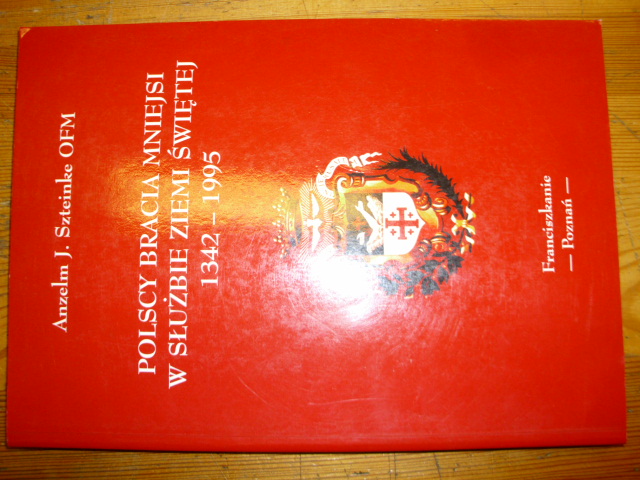 Anzelm J. Szteinke OFM
POLSCY BRACIA MNIEJSI
W SŁUŻBIE ZIEMI ŚWIĘTEJ
1342 – 1995
Franciszkanie
— Poznań —